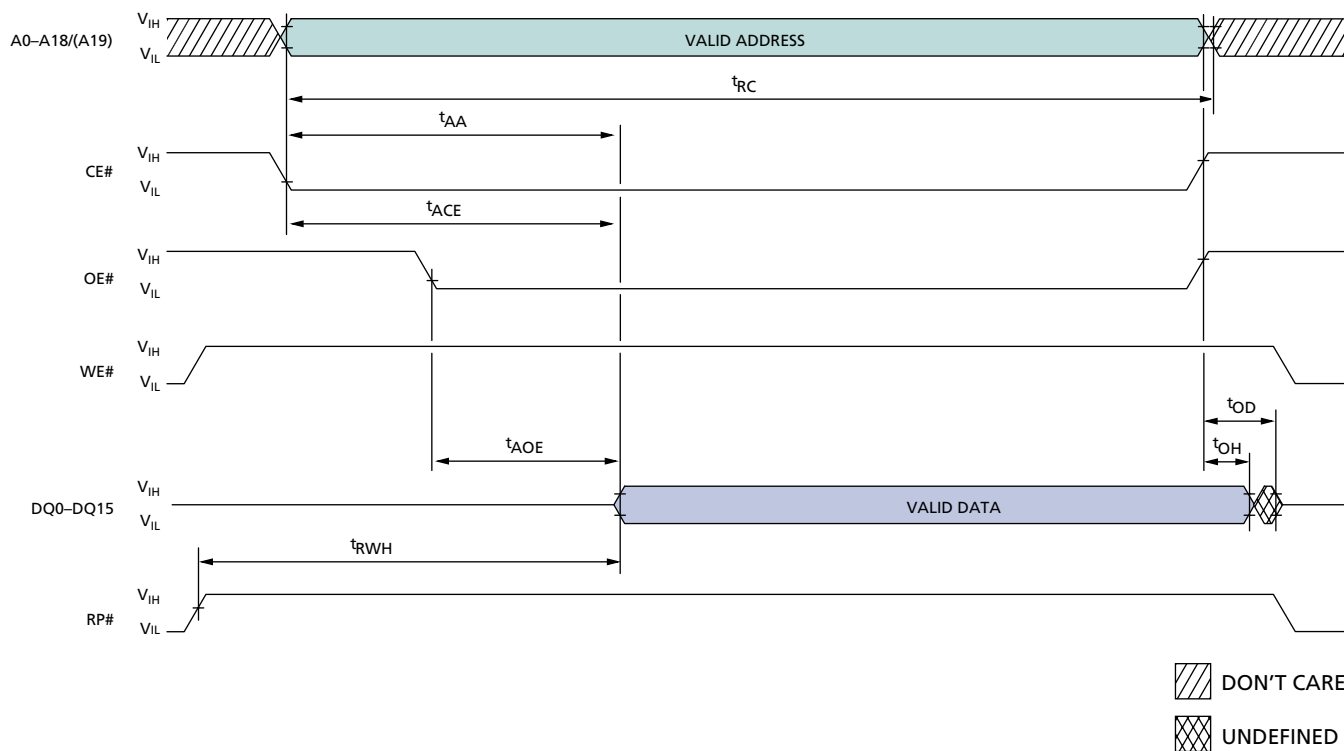 A0–A18/(A19)
VIH
VIL
VALID ADDRESS
tRC
tAA
CE#
VIH
VIL
tACE
OE#
VIH
VIL
WE#
VIH
VIL
tOD
tAOE
tOH
DQ0–DQ15
VIH
VIL
VALID DATA
tRWH
RP#
VIH
VIL
DON'T CARE
UNDEFINED